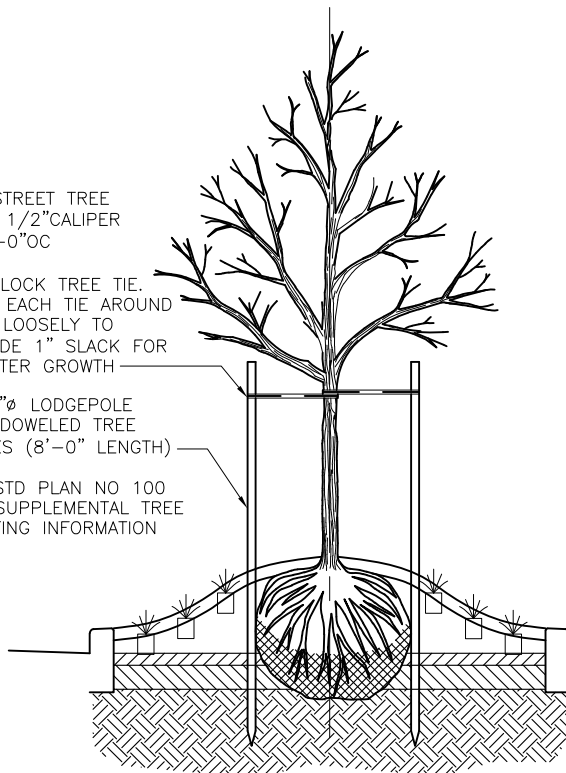 STREET TREE
1/2"CALIPER
-0"OC
LOCK TREE TIE.
EACH TIE AROUND
LOOSELY TO
DE 1" SLACK FOR
TER GROWTH
"ø LODGEPOLE
DOWELED TREE
ES (8'-0" LENGTH)
STD PLAN NO 100
SUPPLEMENTAL TREE
TING INFORMATION